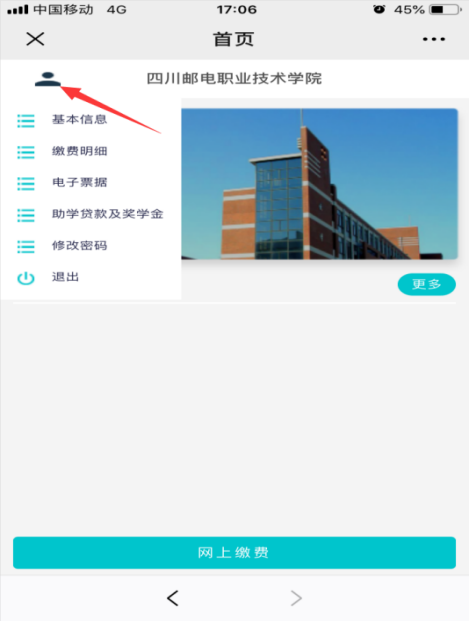 中国移动 4G 17:06 45%
首页
四川邮电职业技术学院
基本信息
缴费明细
电子票据
助学贷款及奖学金
修改密码
退出
更多
网上缴费